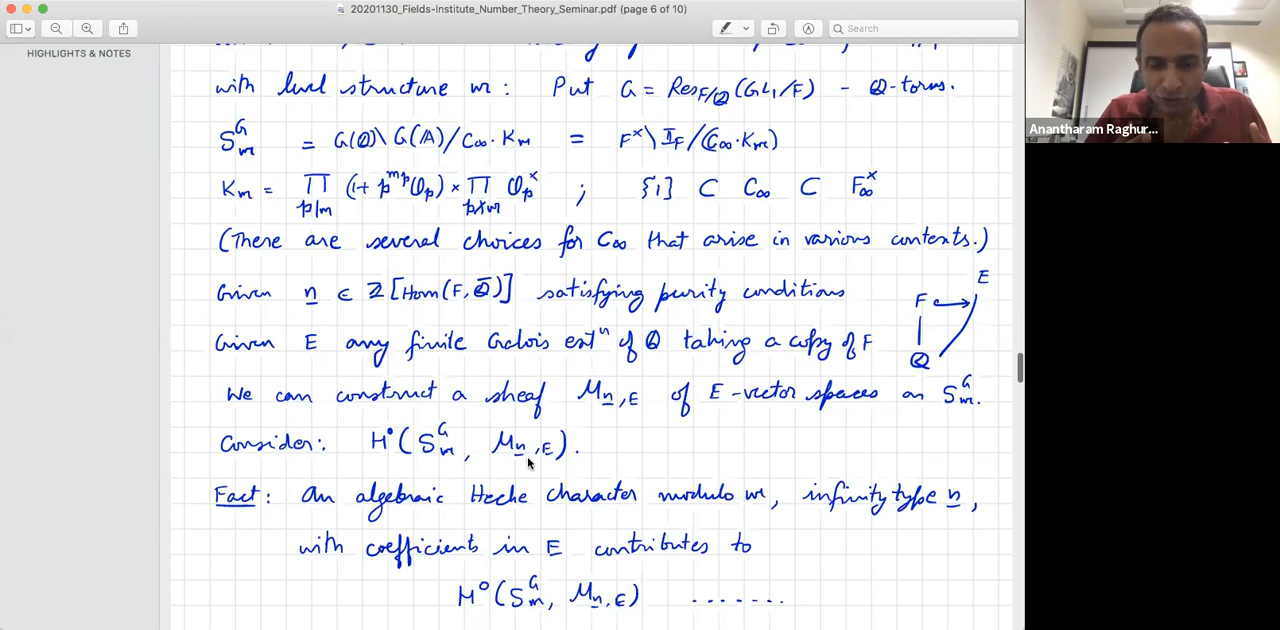 20201130_Fields-Institute_Number_Theory_Seminar.pdf (page 6 of 10)
Search
HIGHLIGHTS & NOTES
Anantharam Raghur...
with level structure m : Put G = Res_{F/Q} (GL_1/F) - Q-torus.
S^G_m = G(Q)\G(A)/C_∞·K_m = F^×\I_F/(C_∞·K_m)
K_m = ∏_{p|m} (1+ p^{m_p}O_p) × ∏_{p∤m} O_p^× ; {1} ⊂ C_∞ ⊂ F_∞^×
(There are several choices for C_∞ that arise in various contexts.)
Given n ∈ Z[Hom(F, Q̄)] satisfying purity conditions
E
F
Q
Given E any finite Galois ext^n of Q taking a copy of F
We can construct a sheaf M_{n,E} of E-vector spaces on S^G_m.
Consider: H^•(S^G_m, M_{n,E}).
Fact: An algebraic Hecke character modulo m, infinity type n,
with coefficients in E contributes to
H^0(S^G_m, M_{n,E}) .......